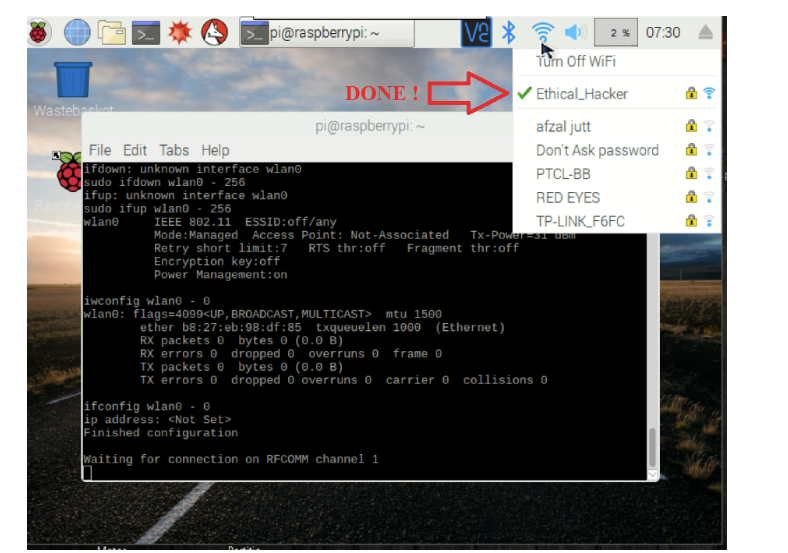 pi@raspberrypi: ~
2 %
07:30
Turn Off WiFi
DONE !
Ethical_Hacker
afzal jutt
Don't Ask password
PTCL-BB
RED EYES
TP-LINK_F6FC
Wastebasket
pi@raspberrypi: ~
File Edit Tabs Help
ifdown: unknown interface wlan0
sudo ifdown wlan0 - 256
ifup: unknown interface wlan0
sudo ifup wlan0 - 256
wlan0 IEEE 802.11 ESSID:off/any
Mode:Managed Access Point: Not-Associated Tx-Power=31 dBm
Retry short limit:7 RTS thr:off Fragment thr:off
Encryption key:off
Power Management:on
iwconfig wlan0 - 0
wlan0: flags=4099<UP,BROADCAST,MULTICAST> mtu 1500
ether b8:27:eb:98:df:85 txqueuelen 1000 (Ethernet)
RX packets 0 bytes 0 (0.0 B)
RX errors 0 dropped 0 overruns 0 frame 0
TX packets 0 bytes 0 (0.0 B)
TX errors 0 dropped 0 overruns 0 carrier 0 collisions 0
ifconfig wlan0 - 0
ip address: <Not Set>
Finished configuration
Waiting for connection on RFCOMM channel 1